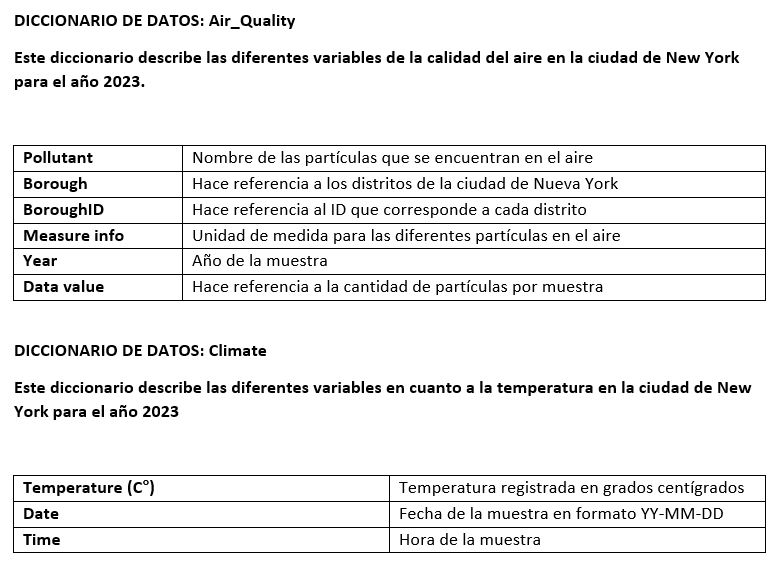 DICCIONARIO DE DATOS: Air_Quality
Este diccionario describe las diferentes variables de la calidad del aire en la ciudad de New York
para el año 2023.
Pollutant Nombre de las partículas que se encuentran en el aire
Borough Hace referencia a los distritos de la ciudad de Nueva York
BoroughID Hace referencia al ID que corresponde a cada distrito
Measure info Unidad de medida para las diferentes partículas en el aire
Year Año de la muestra
Data value Hace referencia a la cantidad de partículas por muestra
DICCIONARIO DE DATOS: Climate
Este diccionario describe las diferentes variables en cuanto a la temperatura en la ciudad de New
York para el año 2023
Temperature (C°) Temperatura registrada en grados centígrados
Date Fecha de la muestra en formato YY-MM-DD
Time Hora de la muestra